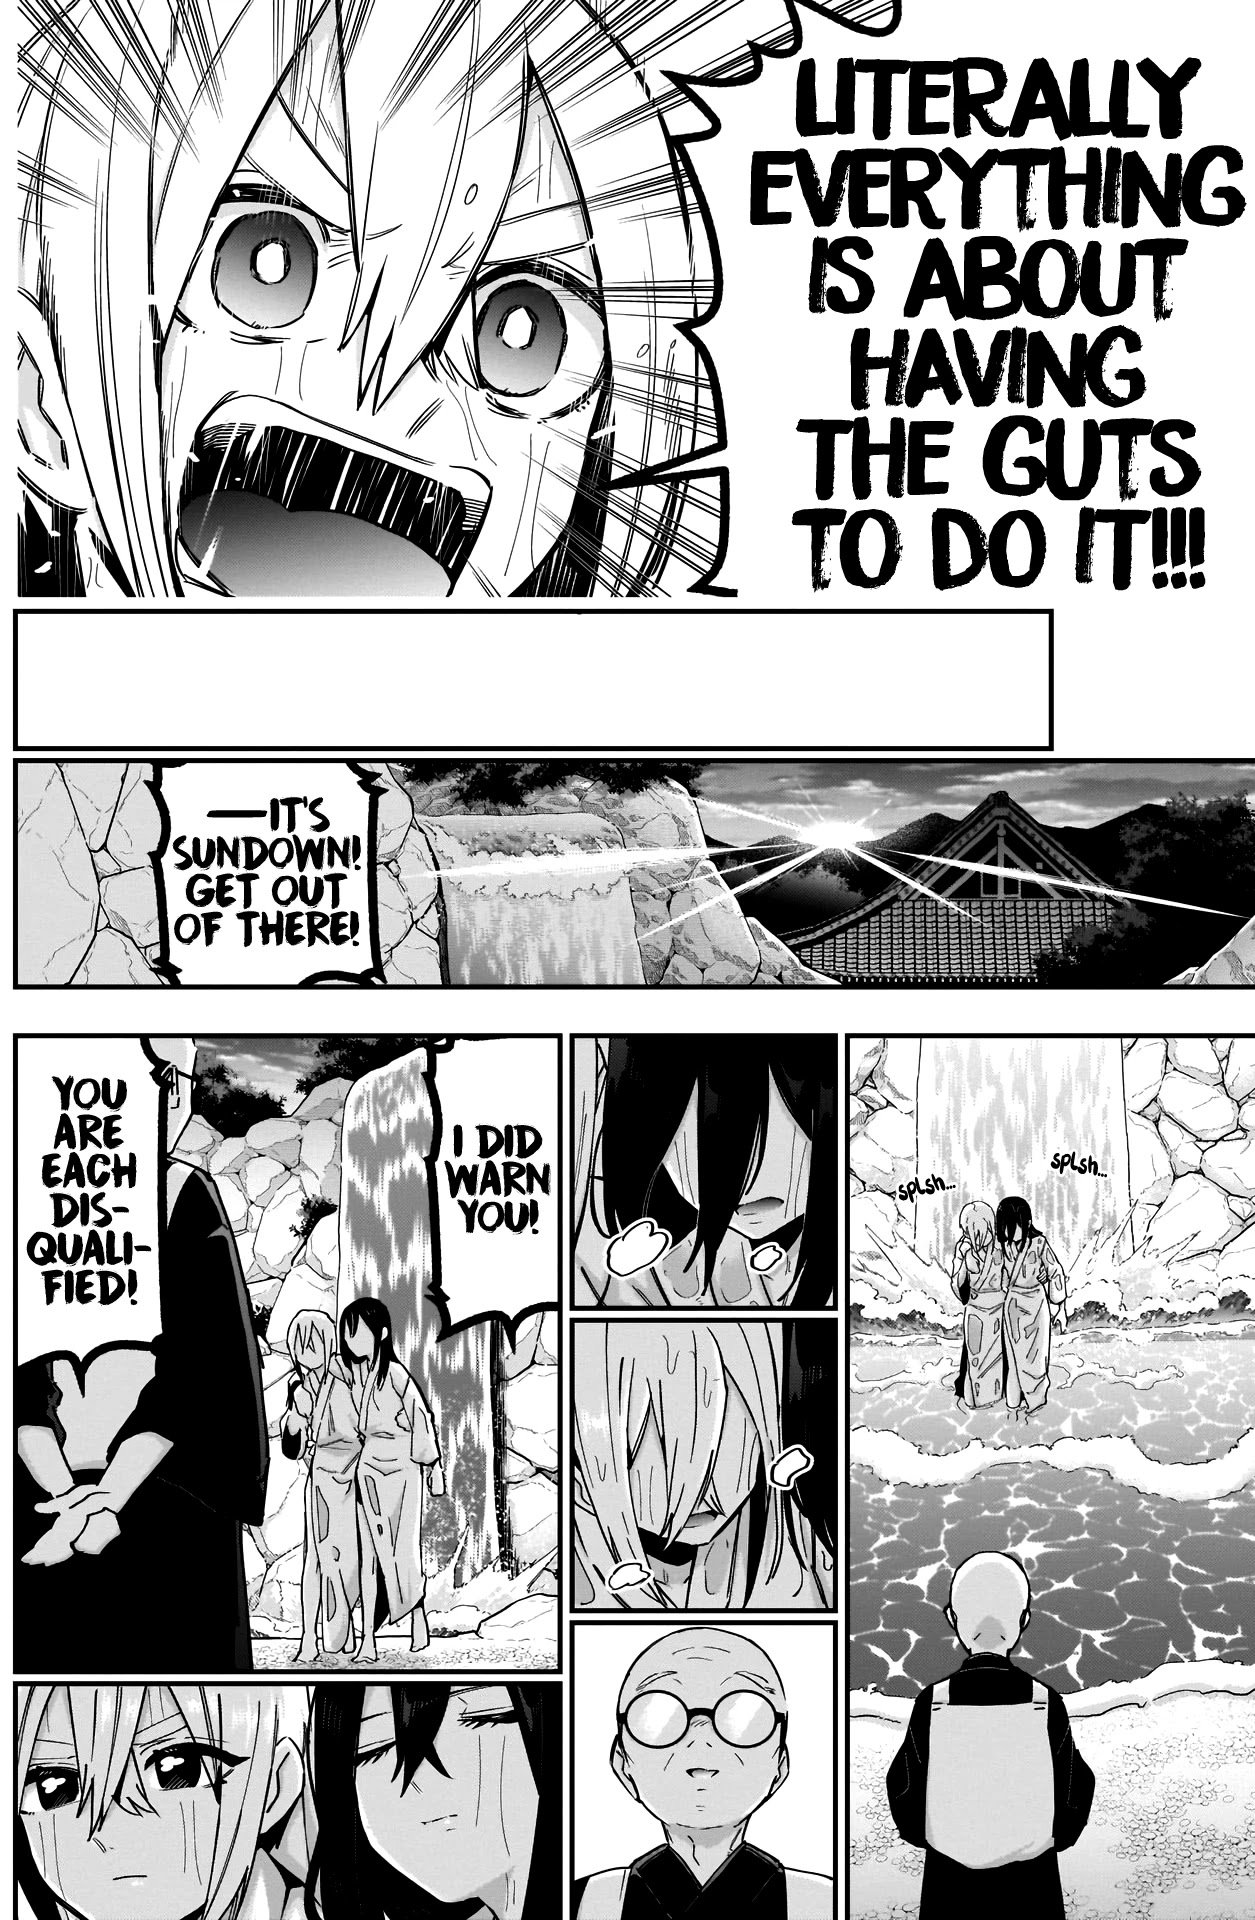 LITERALLY
EVERYTHING
IS ABOUT
HAVING
THE GUTS
TO DO IT!!!
—IT'S
SUNDOWN!
GET OUT
OF THERE!
splsh...
splsh...
I DID
WARN
YOU!
YOU
ARE
EACH
DIS-
QUALI-
FIED!